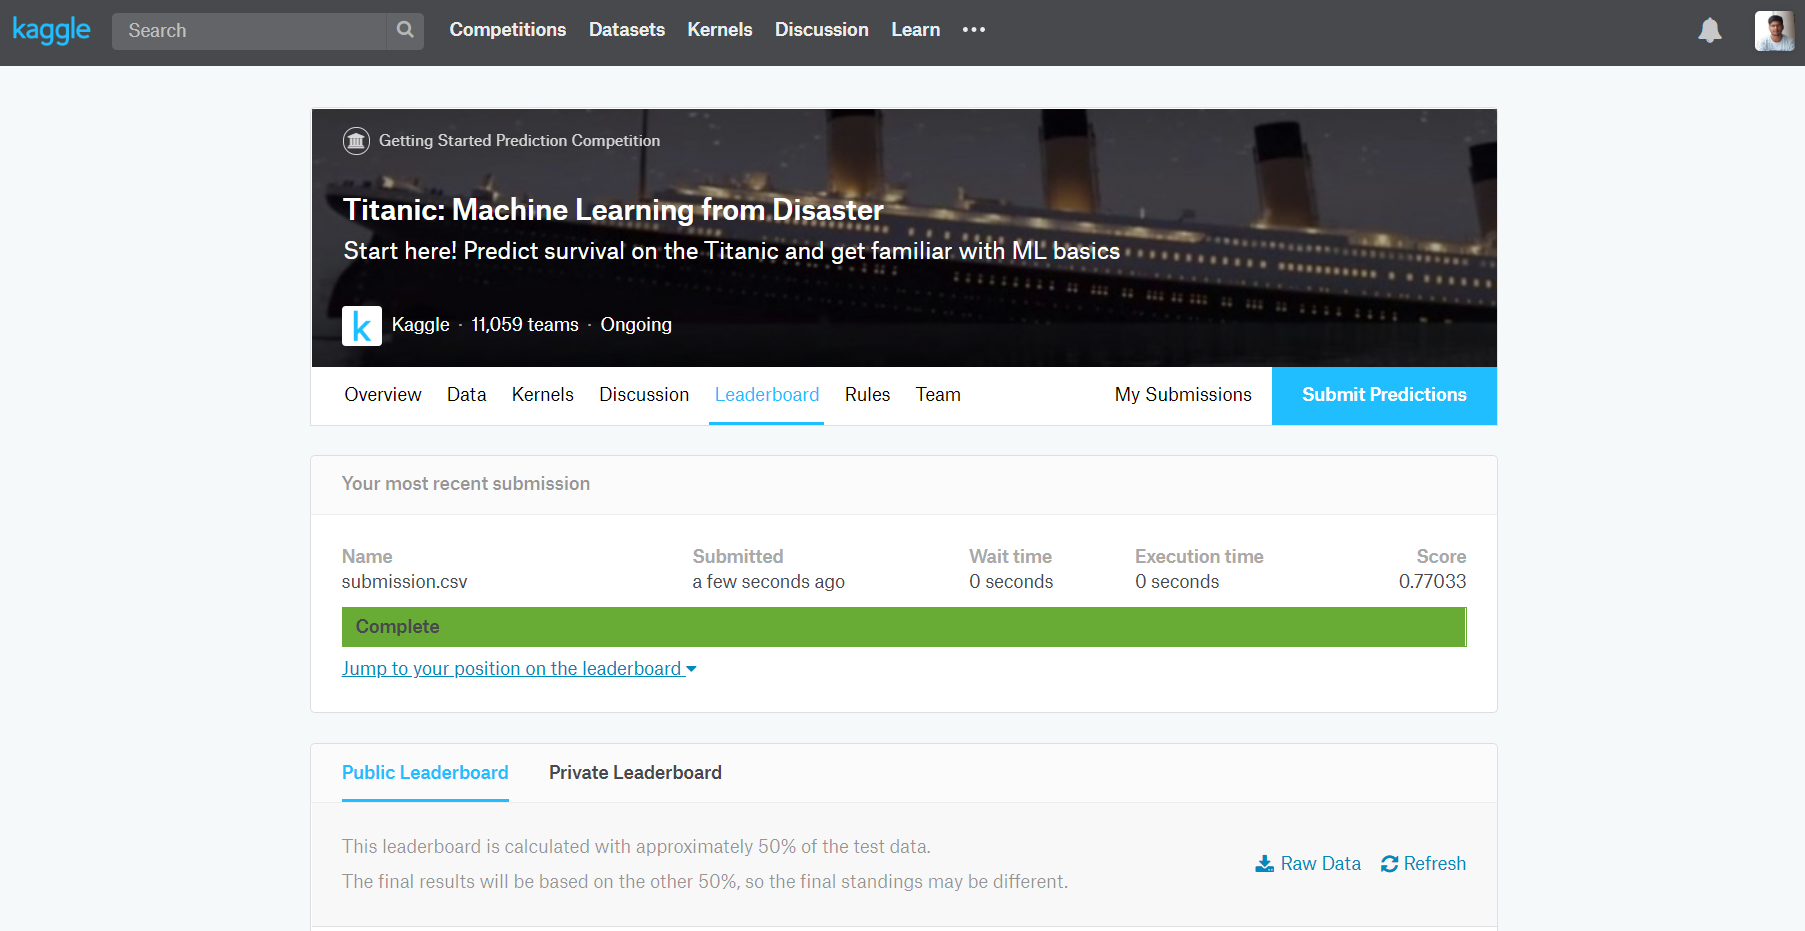 kaggle
Search
Competitions Datasets Kernels Discussion Learn
Getting Started Prediction Competition
Titanic: Machine Learning from Disaster
Start here! Predict survival on the Titanic and get familiar with ML basics
k
Kaggle · 11,059 teams · Ongoing
Overview Data Kernels Discussion Leaderboard Rules Team My Submissions Submit Predictions
Your most recent submission
Name Submitted Wait time Execution time Score
submission.csv a few seconds ago 0 seconds 0 seconds 0.77033
Complete
Jump to your position on the leaderboard
Public Leaderboard Private Leaderboard
This leaderboard is calculated with approximately 50% of the test data.
Raw Data Refresh
The final results will be based on the other 50%, so the final standings may be different.